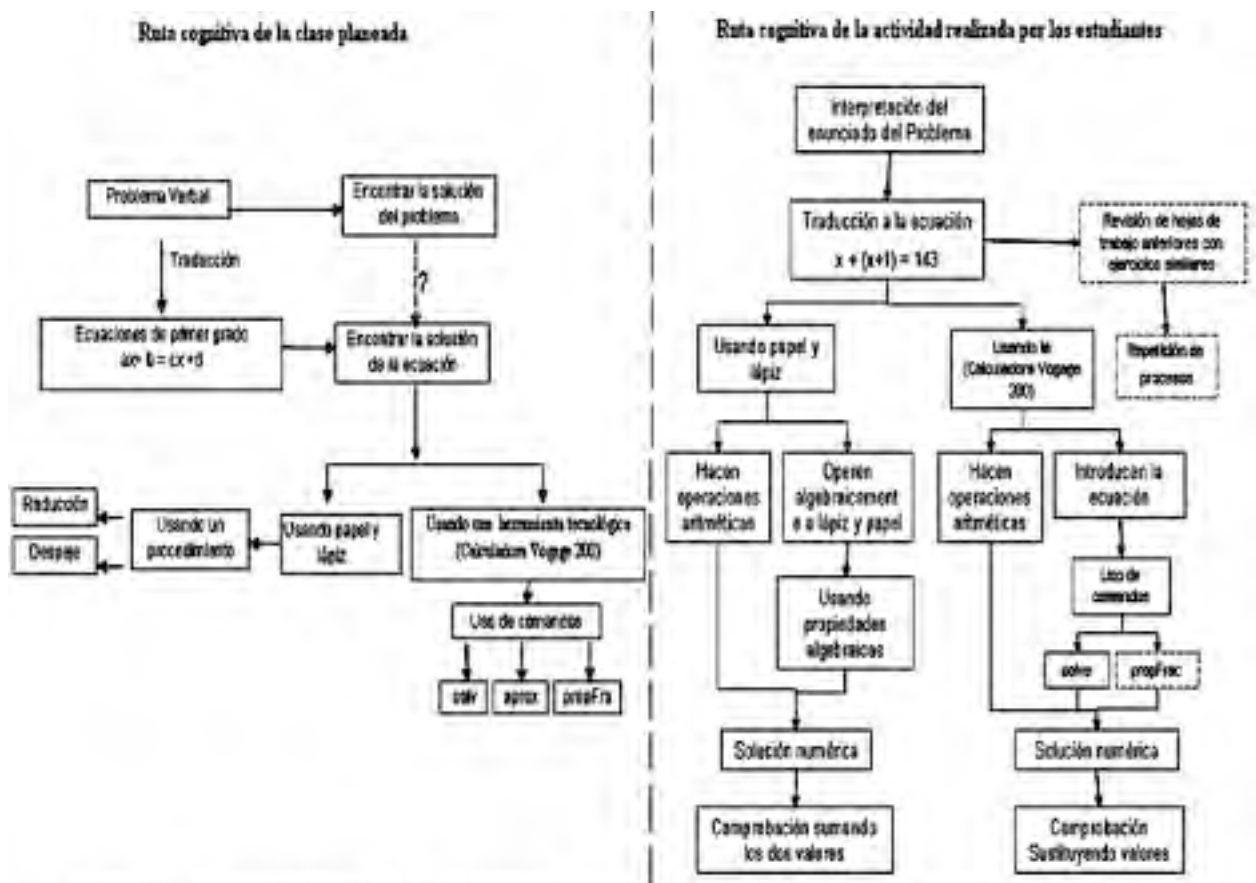 Ruta cognitiva de la clase planeada
Problema Verbal
Encontrar la solución
del problema
Traducción
?
Ecuaciones de primer grado
ax+ b = cx +d
Encontrar la solución
de la ecuación
Reducción
Despeje
Usando un
procedimiento
Usando papel y
lápiz
Usando una herramienta tecnológica
(Calculadora Voyage 200)
Uso de comandos
solv
aprox
propFra
Ruta cognitiva de la actividad realizada por los estudiantes
Interpretación del
enunciado del Problema
Traducción a la ecuación
x + (x+1) = 143
Revisión de hojas de
trabajo anteriores con
ejercicios similares
Repetición de
procesos
Usando papel y
lápiz
Usando la
(Calculadora Voyage
200)
Hacen
operaciones
aritméticas
Operen
algebraicament
e a lápiz y papel
Hacen
operaciones
aritméticas
Introducen la
ecuación
Usando
propiedades
algebraicas
Uso de
comandos
solve
propFrac
Solución numérica
Solución numérica
Comprobación sumando
los dos valores
Comprobación
Sustituyendo valores